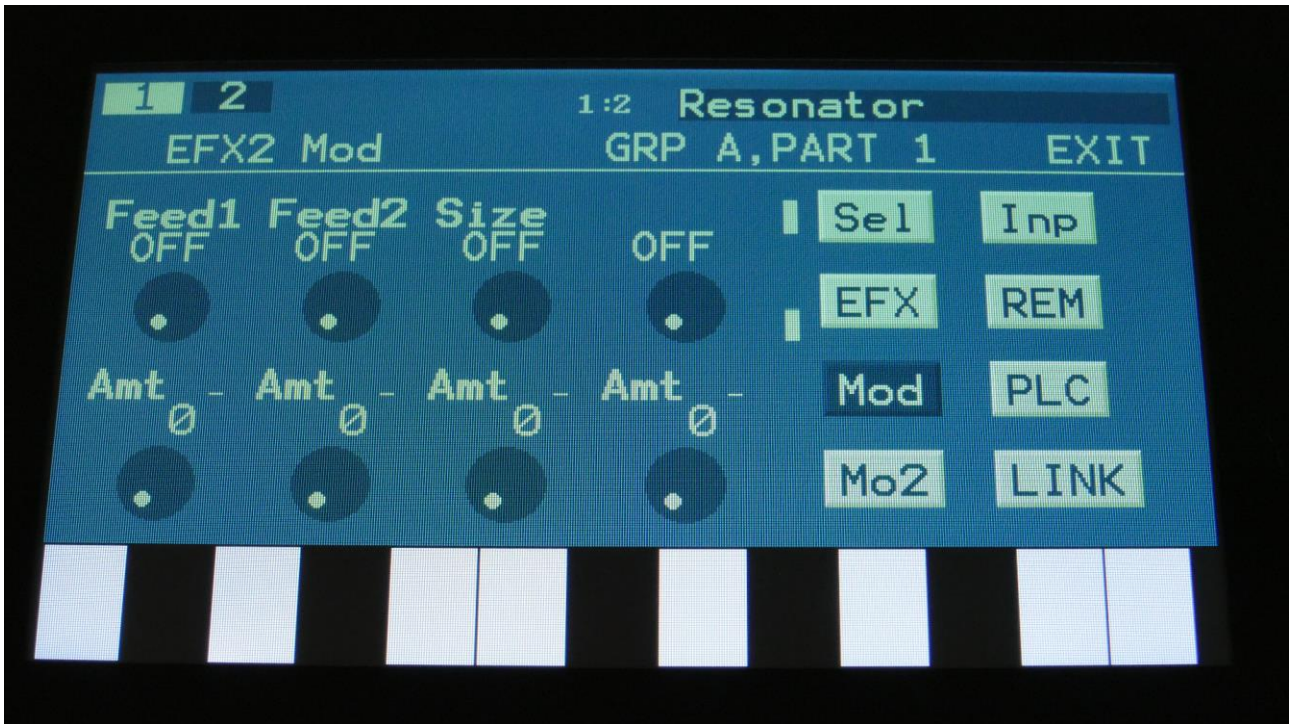 1 2 1:2 Resonator
EFX2 Mod GRP A,PART 1 EXIT
Feed1 Feed2 Size Sel Inp
OFF OFF OFF OFF
EFX REM
Amt - Amt - Amt - Amt - Mod PLC
0 0 0 0
Mo2 LINK